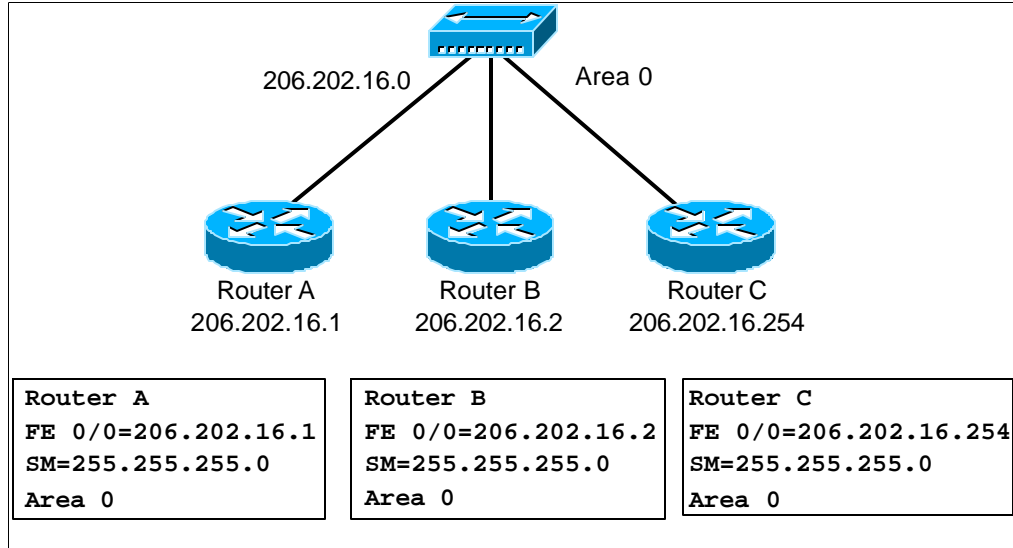 206.202.16.0
Area 0
Router A
206.202.16.1
Router B
206.202.16.2
Router C
206.202.16.254
Router A
FE 0/0=206.202.16.1
SM=255.255.255.0
Area 0
Router B
FE 0/0=206.202.16.2
SM=255.255.255.0
Area 0
Router C
FE 0/0=206.202.16.254
SM=255.255.255.0
Area 0